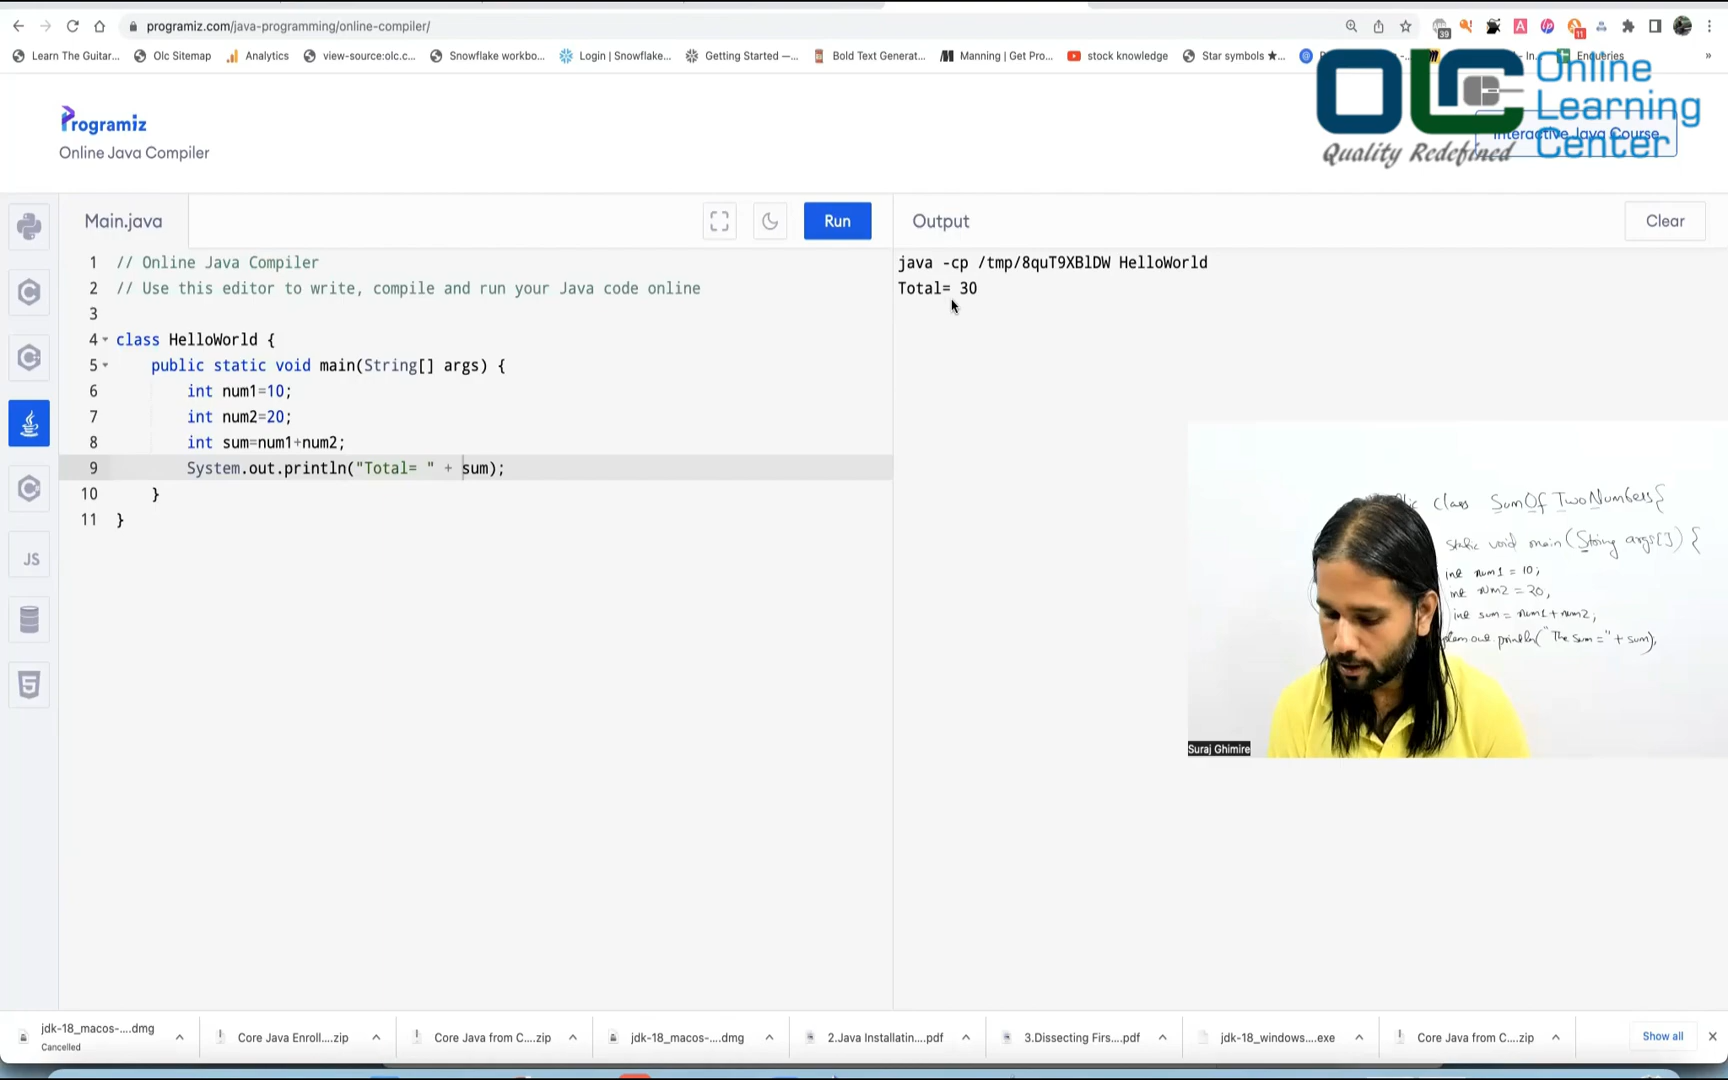 programiz.com/java-programming/online-compiler/
39
11
Learn The Guitar...
Olc Sitemap
Analytics
view-source:olc.c...
Snowflake workbo...
Login | Snowflake...
Getting Started —...
Bold Text Generat...
Manning | Get Pro...
stock knowledge
Star symbols ★...
Enqueries
»
OLC Online Learning Center
Quality Redefined
Interactive Java Course
Programiz
Online Java Compiler
Main.java
Run
Output
Clear
1 // Online Java Compiler
2 // Use this editor to write, compile and run your Java code online
3
4 class HelloWorld {
5 public static void main(String[] args) {
6 int num1=10;
7 int num2=20;
8 int sum=num1+num2;
9 System.out.println("Total= " + sum);
10 }
11 }
JS
5
java -cp /tmp/8quT9XBlDW HelloWorld
Total= 30
class SumOf TwoNumbers{
static void main(String args[]) {
int num1 = 10;
int num2 = 20;
int sum = num1+num2;
out.println("The sum =" + sum),
Suraj Ghimire
jdk-18_macos-....dmg
Cancelled
Core Java Enroll....zip
Core Java from C....zip
jdk-18_macos-....dmg
2.Java Installatin....pdf
3.Dissecting Firs....pdf
jdk-18_windows....exe
Core Java from C....zip
Show all